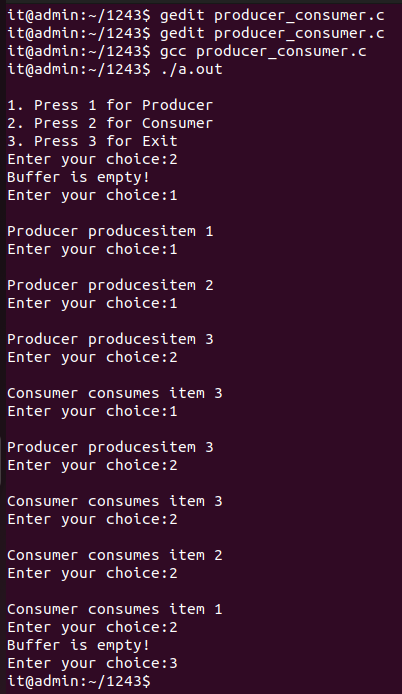 it@admin:~/1243$ gedit producer_consumer.c
it@admin:~/1243$ gedit producer_consumer.c
it@admin:~/1243$ gcc producer_consumer.c
it@admin:~/1243$ ./a.out
1. Press 1 for Producer
2. Press 2 for Consumer
3. Press 3 for Exit
Enter your choice:2
Buffer is empty!
Enter your choice:1
Producer producesitem 1
Enter your choice:1
Producer producesitem 2
Enter your choice:1
Producer producesitem 3
Enter your choice:2
Consumer consumes item 3
Enter your choice:1
Producer producesitem 3
Enter your choice:2
Consumer consumes item 3
Enter your choice:2
Consumer consumes item 2
Enter your choice:2
Consumer consumes item 1
Enter your choice:2
Buffer is empty!
Enter your choice:3
it@admin:~/1243$